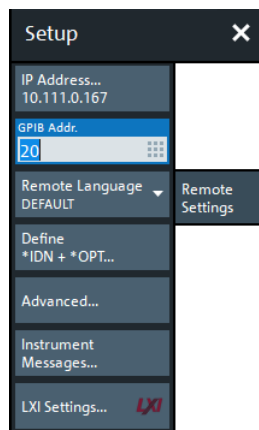 Setup
IP Address...
10.111.0.167
GPIB Addr.
20
Remote Language
DEFAULT
Remote
Settings
Define
*IDN + *OPT...
Advanced...
Instrument
Messages...
LXI Settings...
LXI